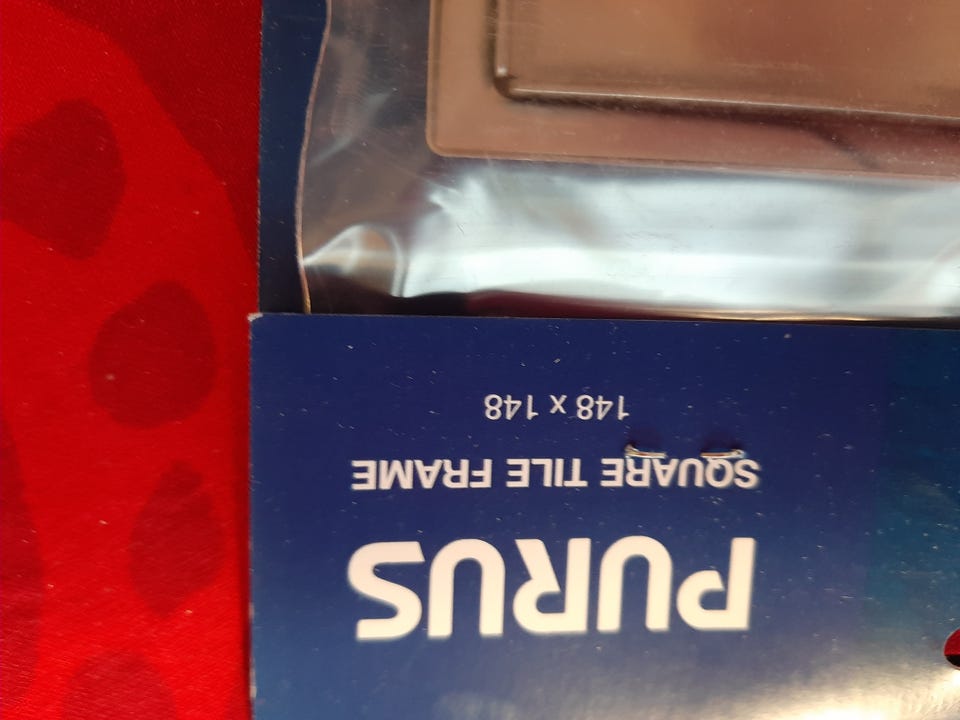 PURUS
SQUARE TILE FRAME
148 x 148